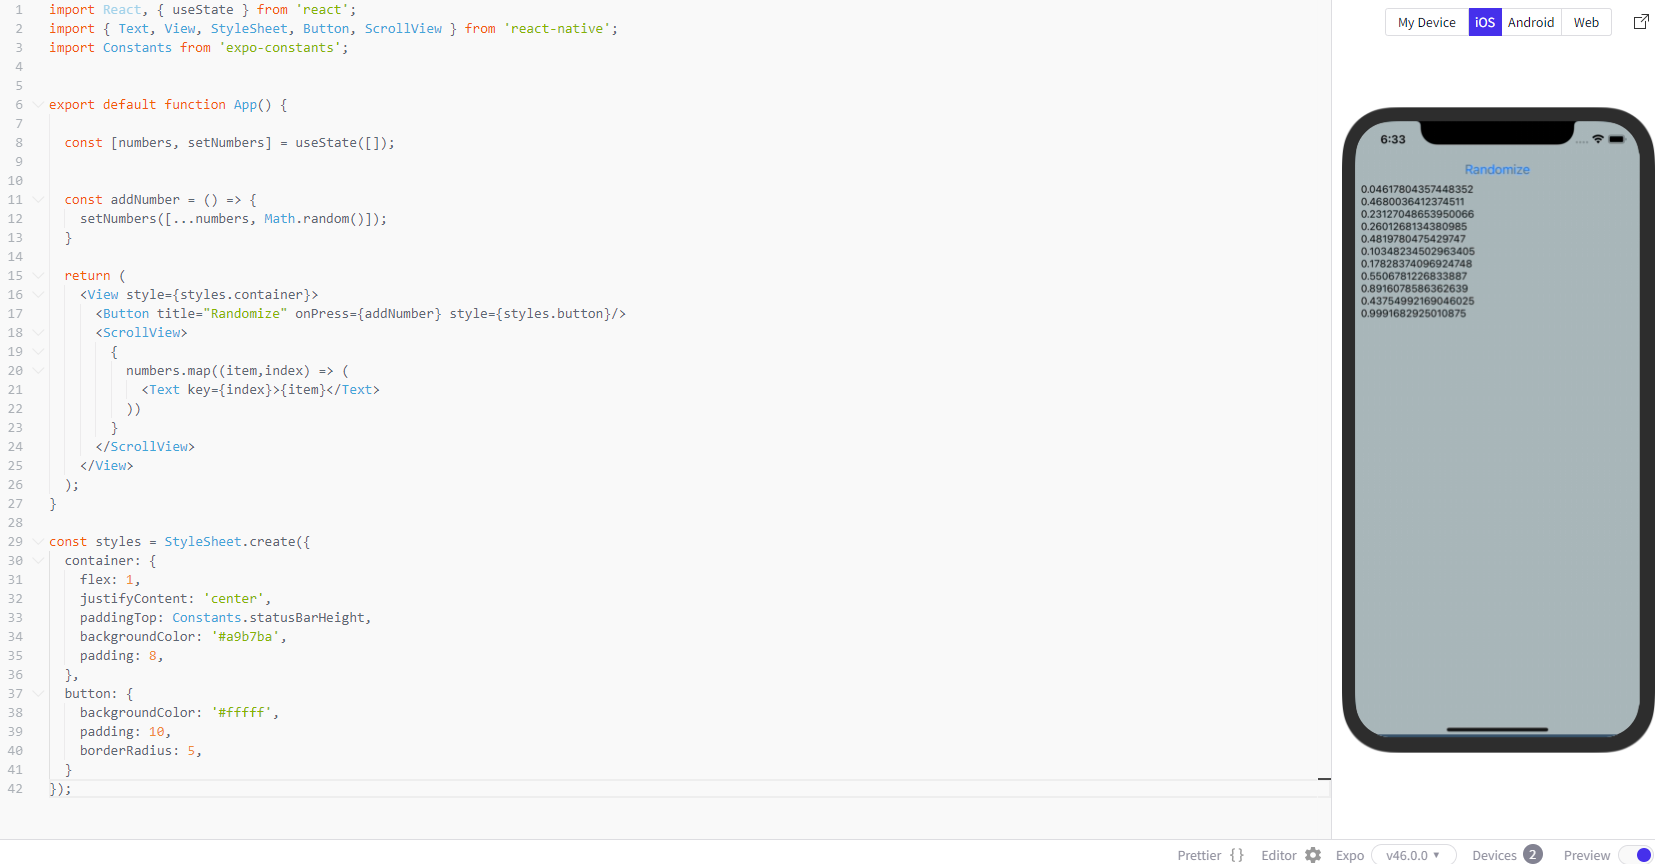 1 import React, { useState } from 'react';
2 import { Text, View, StyleSheet, Button, ScrollView } from 'react-native';
3 import Constants from 'expo-constants';
4
5
6 export default function App() {
7
8   const [numbers, setNumbers] = useState([]);
9
10
11   const addNumber = () => {
12     setNumbers([...numbers, Math.random()]);
13   }
14
15   return (
16     <View style={styles.container}>
17       <Button title="Randomize" onPress={addNumber} style={styles.button}/>
18       <ScrollView>
19         {
20           numbers.map((item,index) => (
21             <Text key={index}>{item}</Text>
22           ))
23         }
24       </ScrollView>
25     </View>
26   );
27 }
28
29 const styles = StyleSheet.create({
30   container: {
31     flex: 1,
32     justifyContent: 'center',
33     paddingTop: Constants.statusBarHeight,
34     backgroundColor: '#a9b7ba',
35     padding: 8,
36   },
37   button: {
38     backgroundColor: '#fffff',
39     padding: 10,
40     borderRadius: 5,
41   }
42 });
My Device iOS Android Web
6:33
Randomize
0.04617804357448352
0.4680036412374511
0.23127048653950066
0.2601268134380985
0.4819780475429747
0.10348234502963405
0.17828374096924748
0.5506781226833887
0.8916078586362639
0.43754992169046025
0.9991682925010875
Prettier {} Editor Expo v46.0.0 Devices 2 Preview